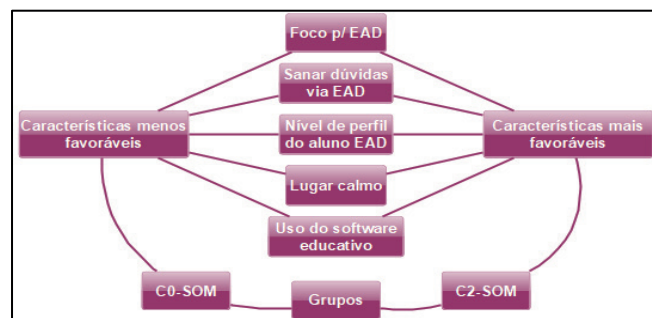 Foco p/ EAD
Sanar dúvidas
via EAD
Características menos
favoráveis
Nível de perfil
do aluno EAD
Características mais
favoráveis
Lugar calmo
Uso do software
educativo
C0-SOM
Grupos
C2-SOM